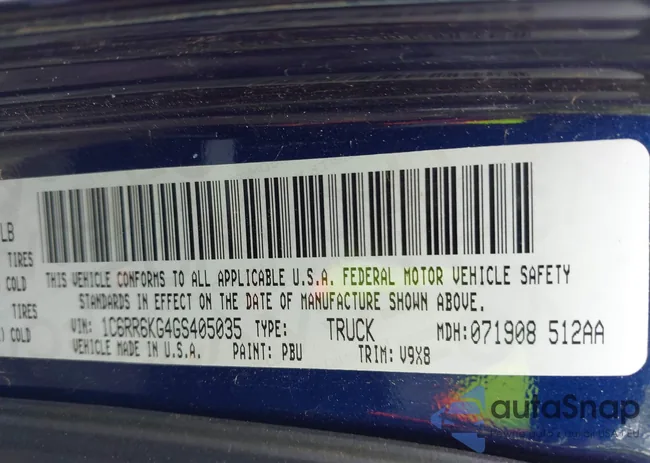 LB
TIRES
COLD
THIS VEHICLE CONFORMS TO ALL APPLICABLE U.S.A. FEDERAL MOTOR VEHICLE SAFETY
STANDARDS IN EFFECT ON THE DATE OF MANUFACTURE SHOWN ABOVE.
TIRES
) COLD
VIN: 1C6RR6KG4GS405035 TYPE: TRUCK MDH:071908 512AA
VEHICLE MADE IN U.S.A. PAINT: PBU TRIM: V9X8
autoSnap